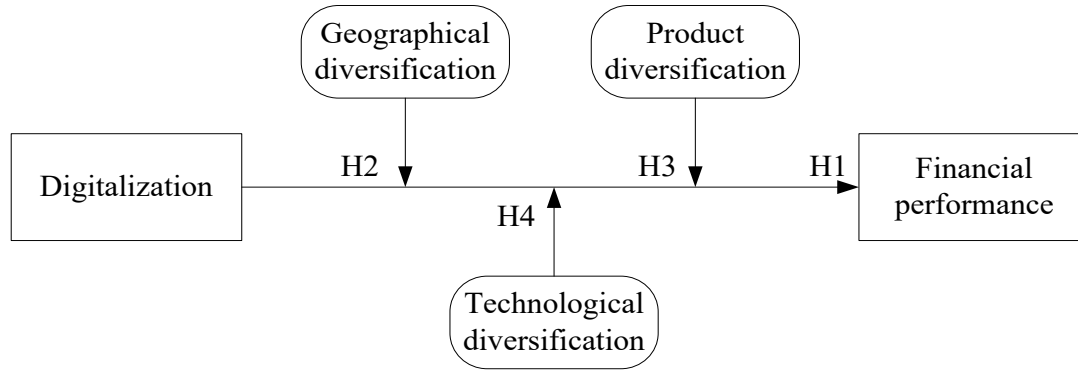 Geographical
diversification
Product
diversification
Digitalization
H2
H3
H1
Financial
performance
H4
Technological
diversification